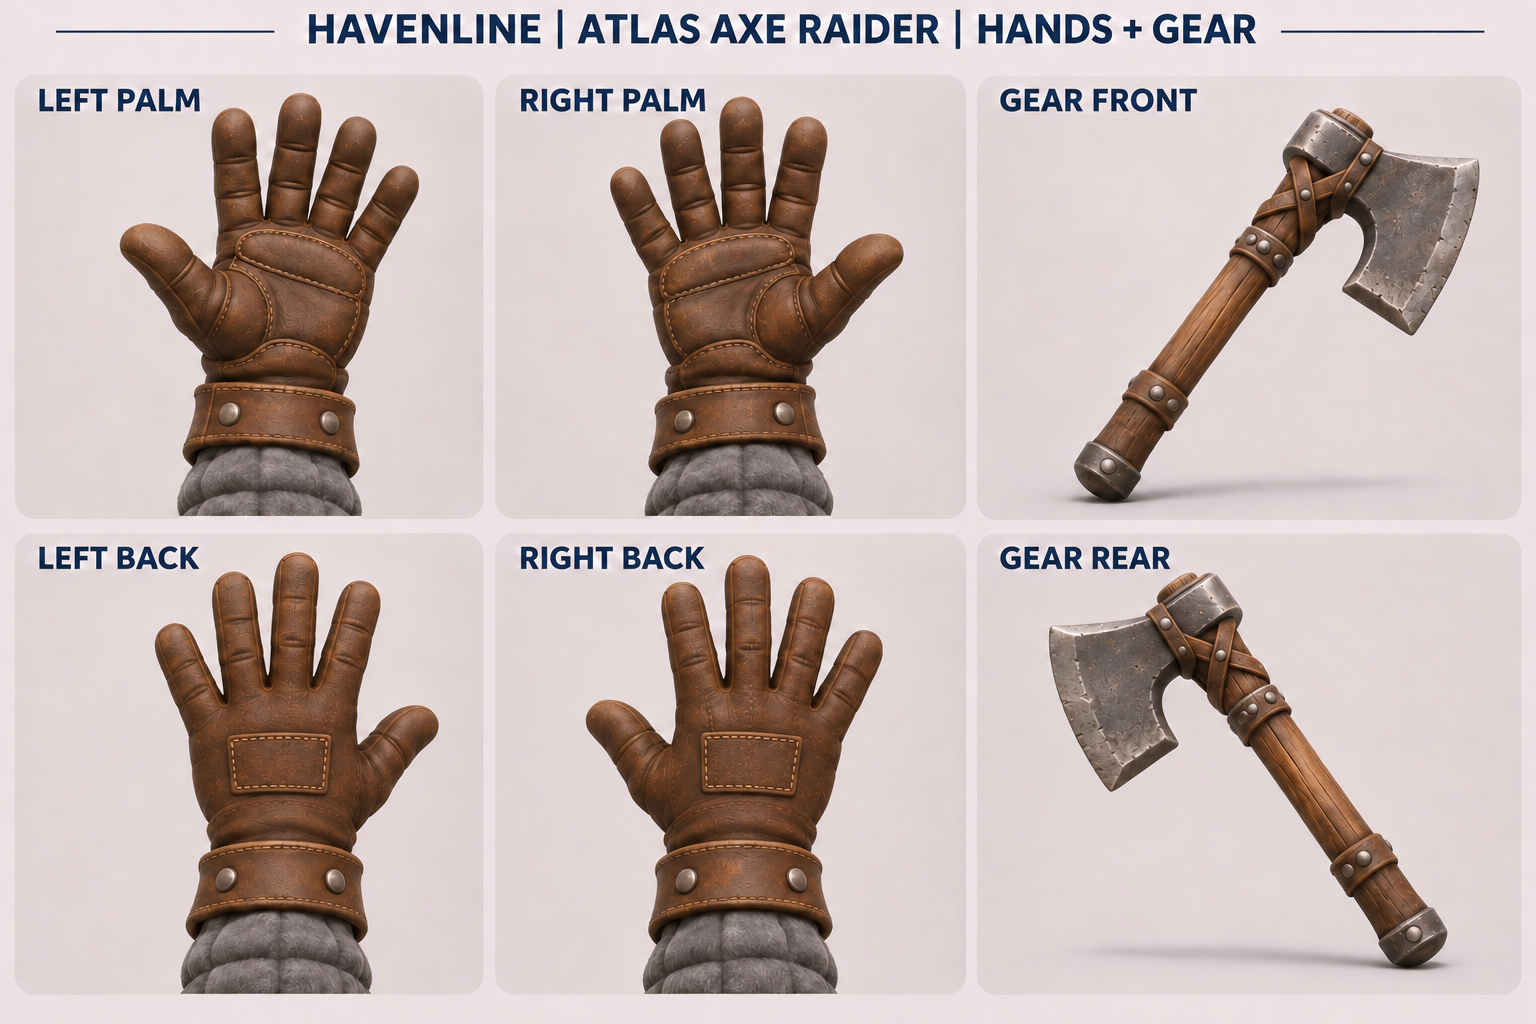 HAVENLINE | ATLAS AXE RAIDER | HANDS + GEAR
LEFT PALM
RIGHT PALM
GEAR FRONT
LEFT BACK
RIGHT BACK
GEAR REAR